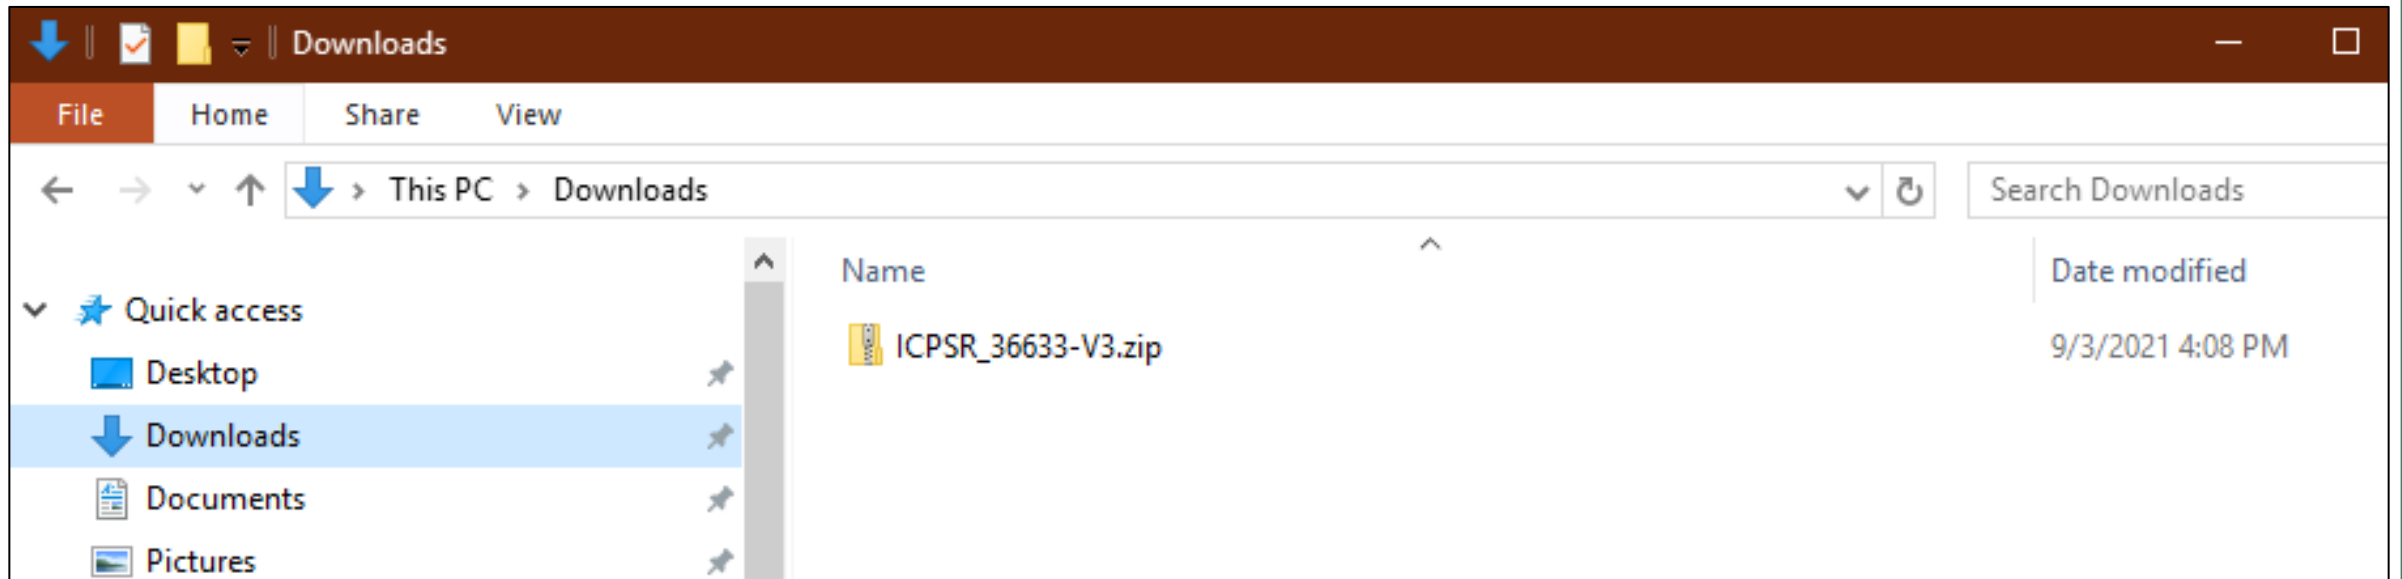 Downloads
File Home Share View
This PC > Downloads
Search Downloads
Name Date modified
Quick access
ICPSR_36633-V3.zip 9/3/2021 4:08 PM
Desktop
Downloads
Documents
Pictures